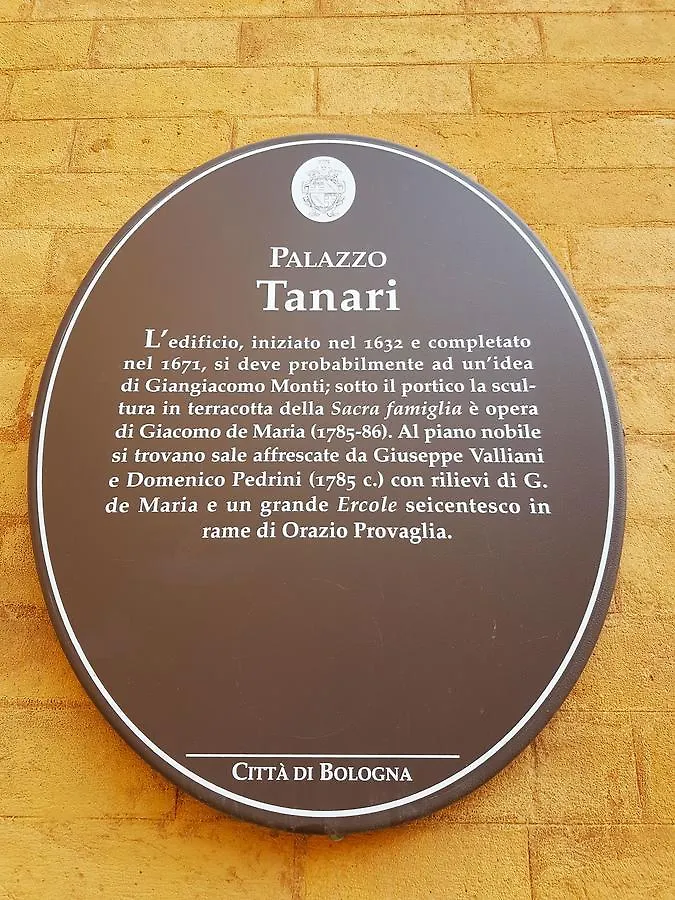 PALAZZO
Tanari
L'edificio, iniziato nel 1632 e completato
nel 1671, si deve probabilmente ad un'idea
di Giangiacomo Monti; sotto il portico la scul-
tura in terracotta della Sacra famiglia è opera
di Giacomo de Maria (1785-86). Al piano nobile
si trovano sale affrescate da Giuseppe Valliani
e Domenico Pedrini (1785 c.) con rilievi di G.
de Maria e un grande Ercole seicentesco in
rame di Orazio Provaglia.
CITTÀ DI BOLOGNA